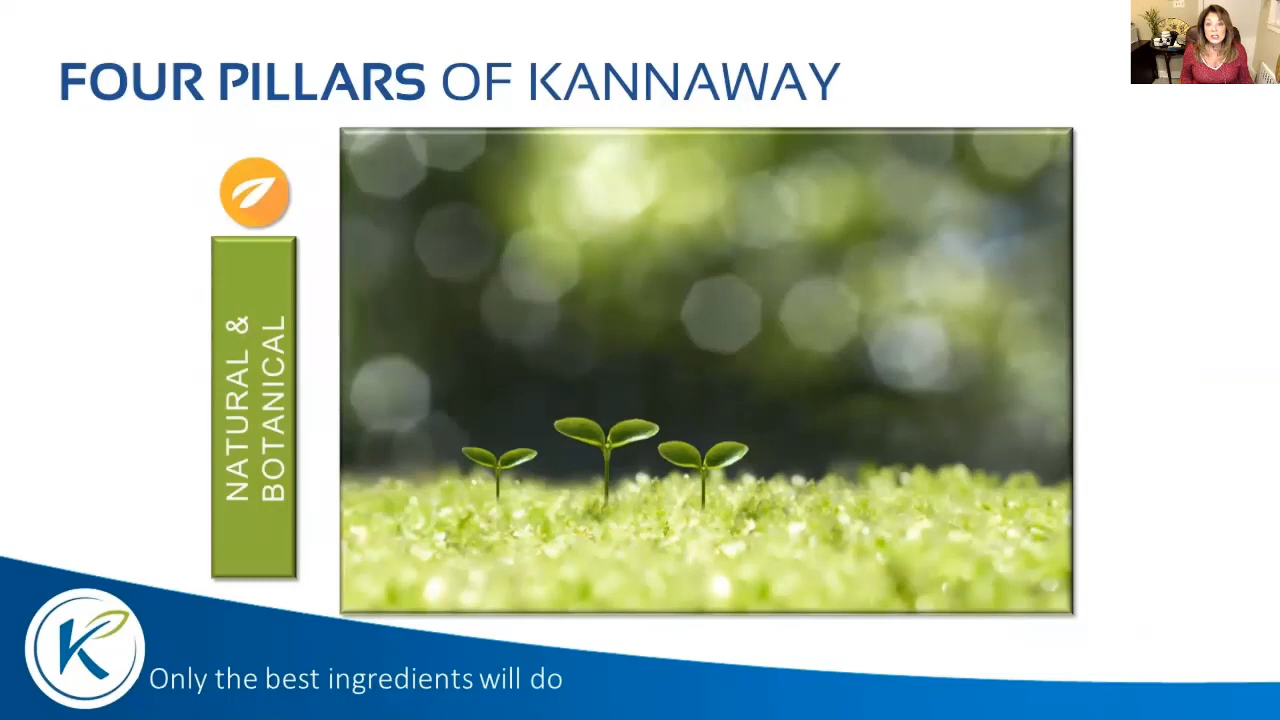 FOUR PILLARS OF KANNAWAY
NATURAL &
BOTANICAL
Only the best ingredients will do